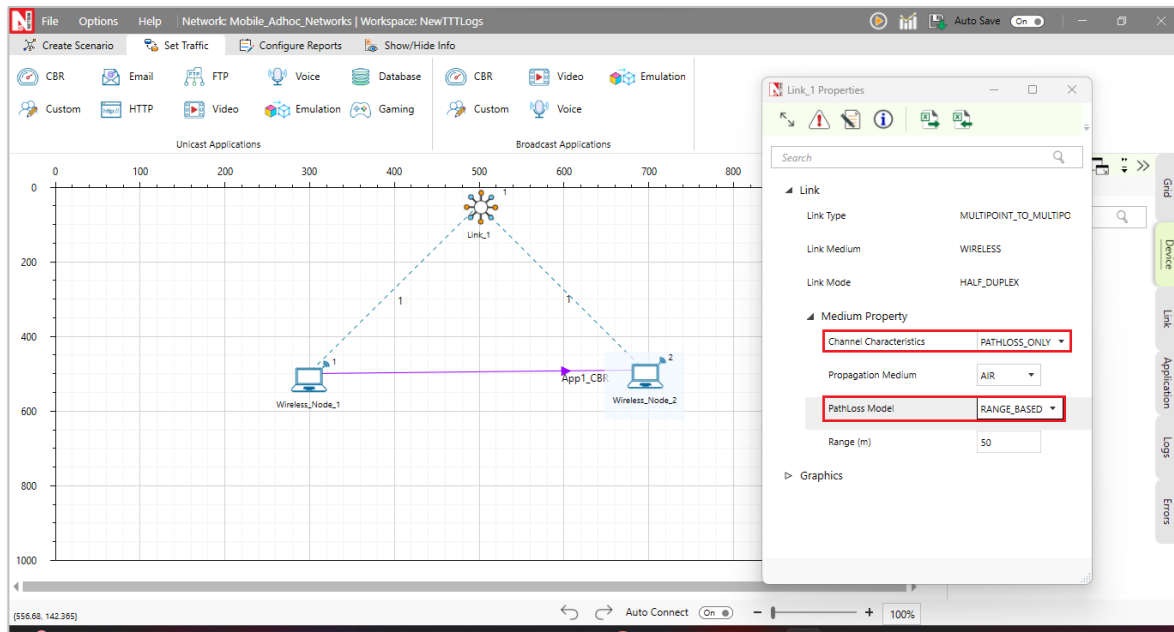 File Options Help Network: Mobile_Adhoc_Networks | Workspace: NewTTTLogs Auto Save On
Create Scenario Set Traffic Configure Reports Show/Hide Info
CBR Email FTP Voice Database CBR Video Emulation
Custom HTTP Video Emulation Gaming Custom Voice
Unicast Applications Broadcast Applications
0 100 200 300 400 500 600 700 800
0
200
400
600
800
1000
1
Link_1
1 1
1
Wireless_Node_1
App1_CBR
2
Wireless_Node_2
Link_1 Properties
Search
Link
Link Type MULTIPOINT_TO_MULTIPO
Link Medium WIRELESS
Link Mode HALF_DUPLEX
Medium Property
Channel Characteristics PATHLOSS_ONLY
Propagation Medium AIR
PathLoss Model RANGE_BASED
Range (m) 50
Graphics
Grid
Device
Link
Application
Logs
Errors
(556.68, 142.365) Auto Connect On 100%